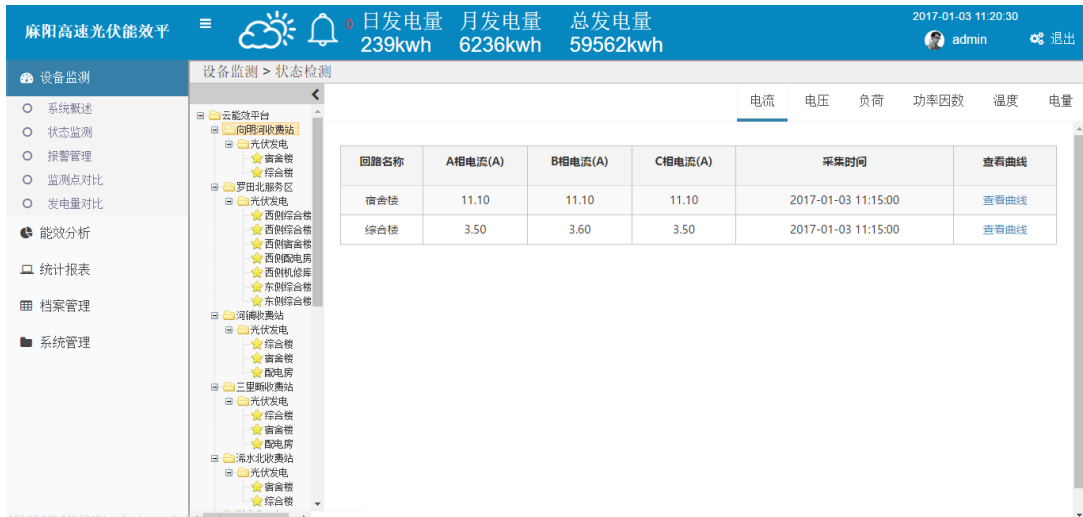 麻阳高速光伏能效平
0
日发电量 月发电量 总发电量
239kwh 6236kwh 59562kwh
2017-01-03 11:20:30
admin
退出
设备监测
系统概述
状态监测
报警管理
监测点对比
发电量对比
能效分析
统计报表
档案管理
系统管理
设备监测 > 状态检测
云能效平台
向明河收费站
光伏发电
宿舍楼
综合楼
罗田北服务区
光伏发电
西侧综合楼
西侧综合楼
西侧宿舍楼
西侧配电房
西侧机修库
东侧综合楼
东侧综合楼
河铺收费站
光伏发电
综合楼
宿舍楼
配电房
三里畈收费站
光伏发电
综合楼
宿舍楼
配电房
浠水北收费站
光伏发电
宿舍楼
综合楼
电流 电压 负荷 功率因数 温度 电量
回路名称 A相电流(A) B相电流(A) C相电流(A) 采集时间 查看曲线
宿舍楼 11.10 11.10 11.10 2017-01-03 11:15:00 查看曲线
综合楼 3.50 3.60 3.50 2017-01-03 11:15:00 查看曲线